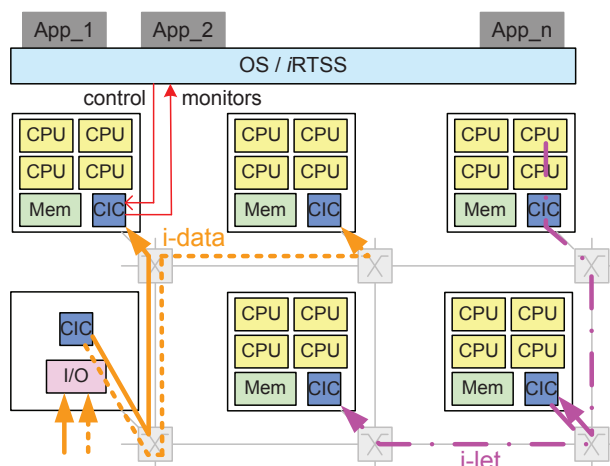 App_1 App_2 App_n
OS / iRTSS
control monitors
CPU CPU CPU CPU CPU CPU
CPU CPU CPU CPU CPU CPU
Mem CIC Mem CIC Mem CIC
i-data
CIC CPU CPU CPU CPU
I/O CPU CPU CPU CPU
Mem CIC Mem CIC
i-let